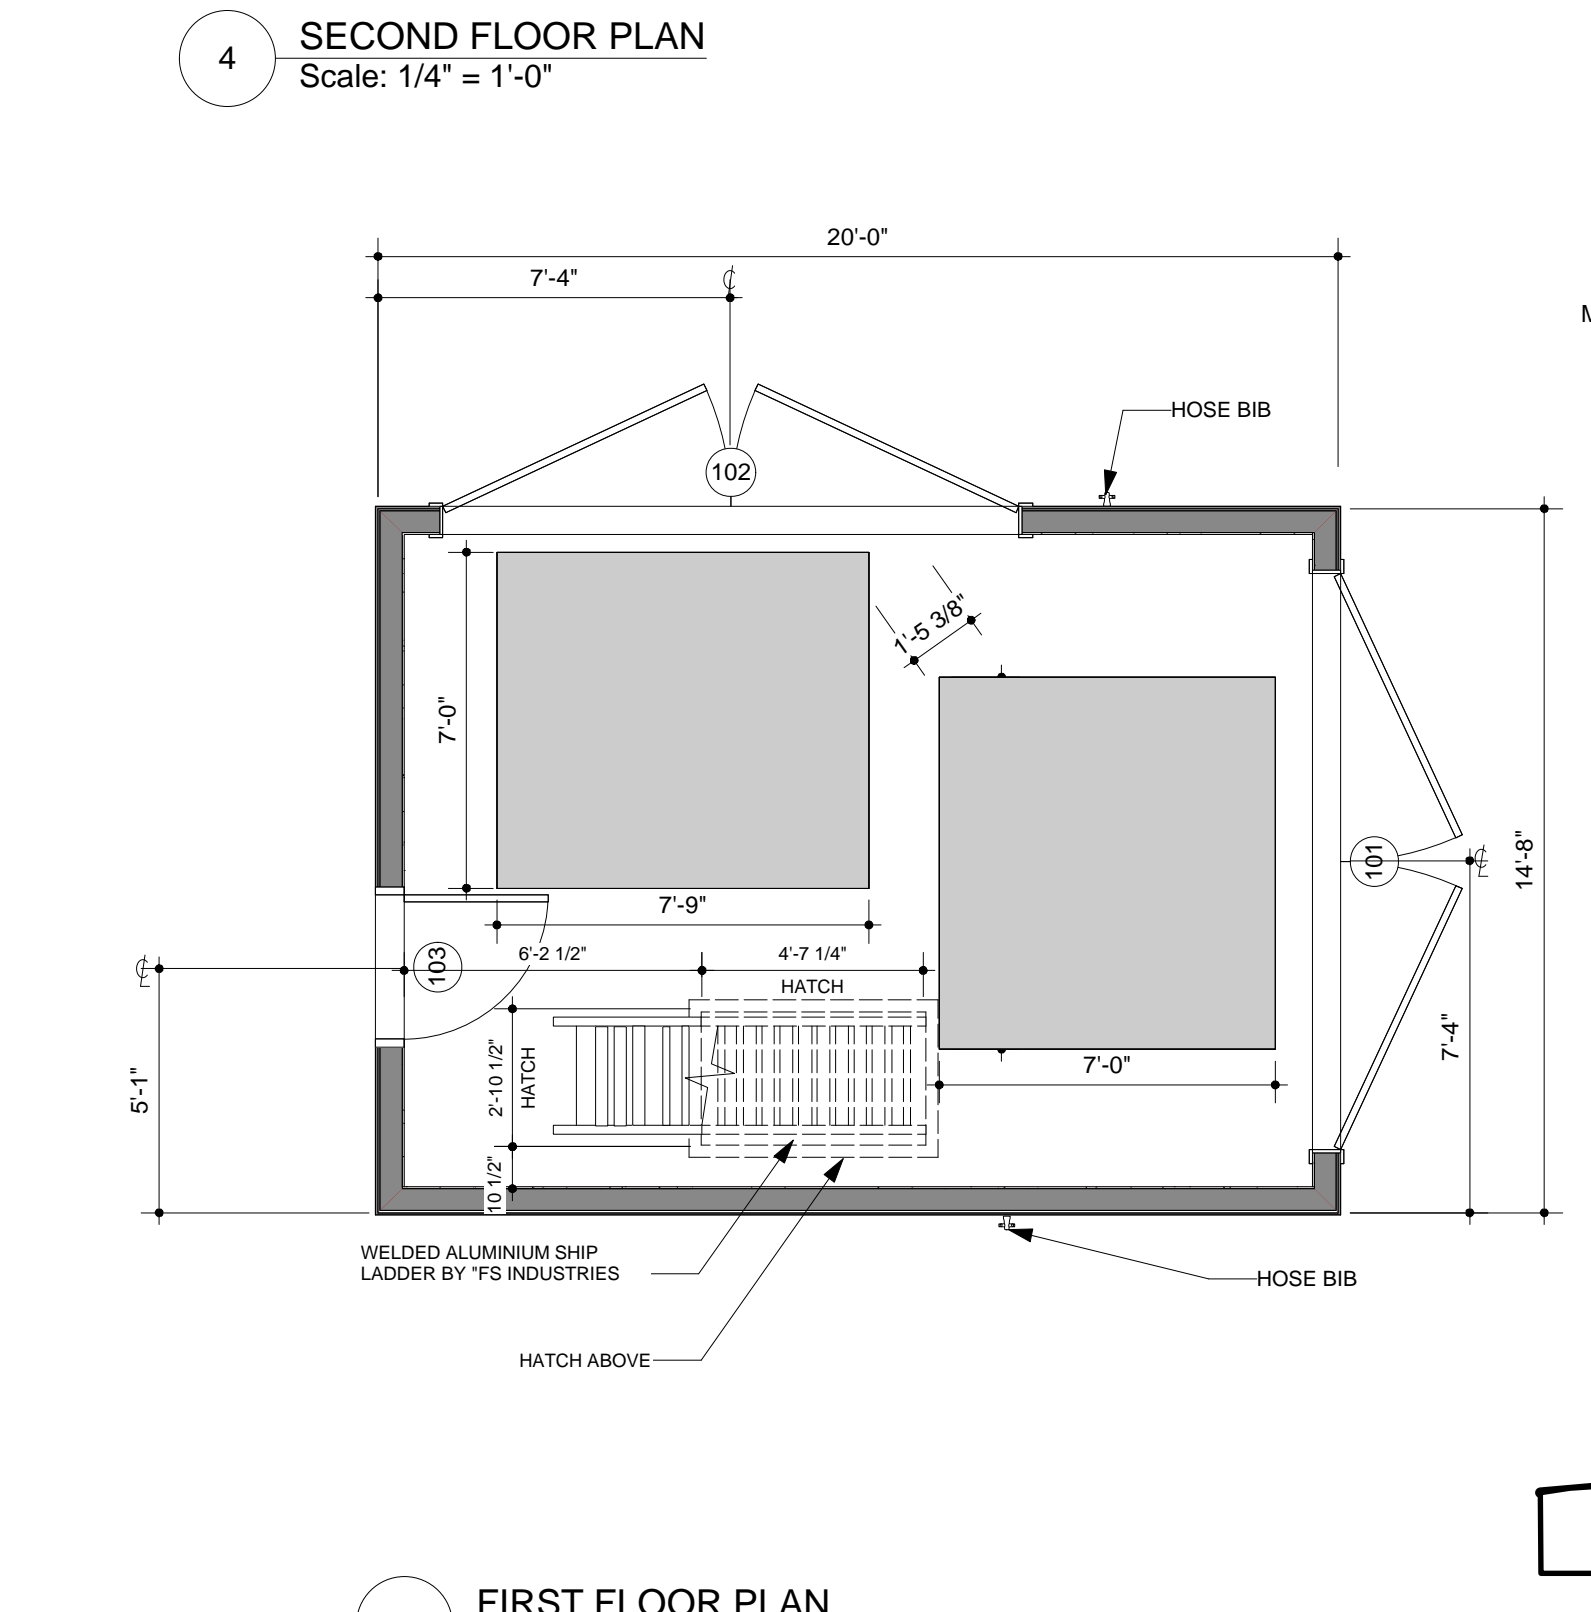 4
SECOND FLOOR PLAN
Scale: 1/4" = 1'-0"
20'-0"
7'-4"
℄
M
HOSE BIB
102
1'-5 3/8"
7'-0"
101
℄
14'-8"
7'-9"
6'-2 1/2"
4'-7 1/4"
103
℄
HATCH
7'-4"
2'-10 1/2"
HATCH
7'-0"
5'-1"
10 1/2"
WELDED ALUMINIUM SHIP
LADDER BY "FS INDUSTRIES
HOSE BIB
HATCH ABOVE
FIRST FLOOR PLAN